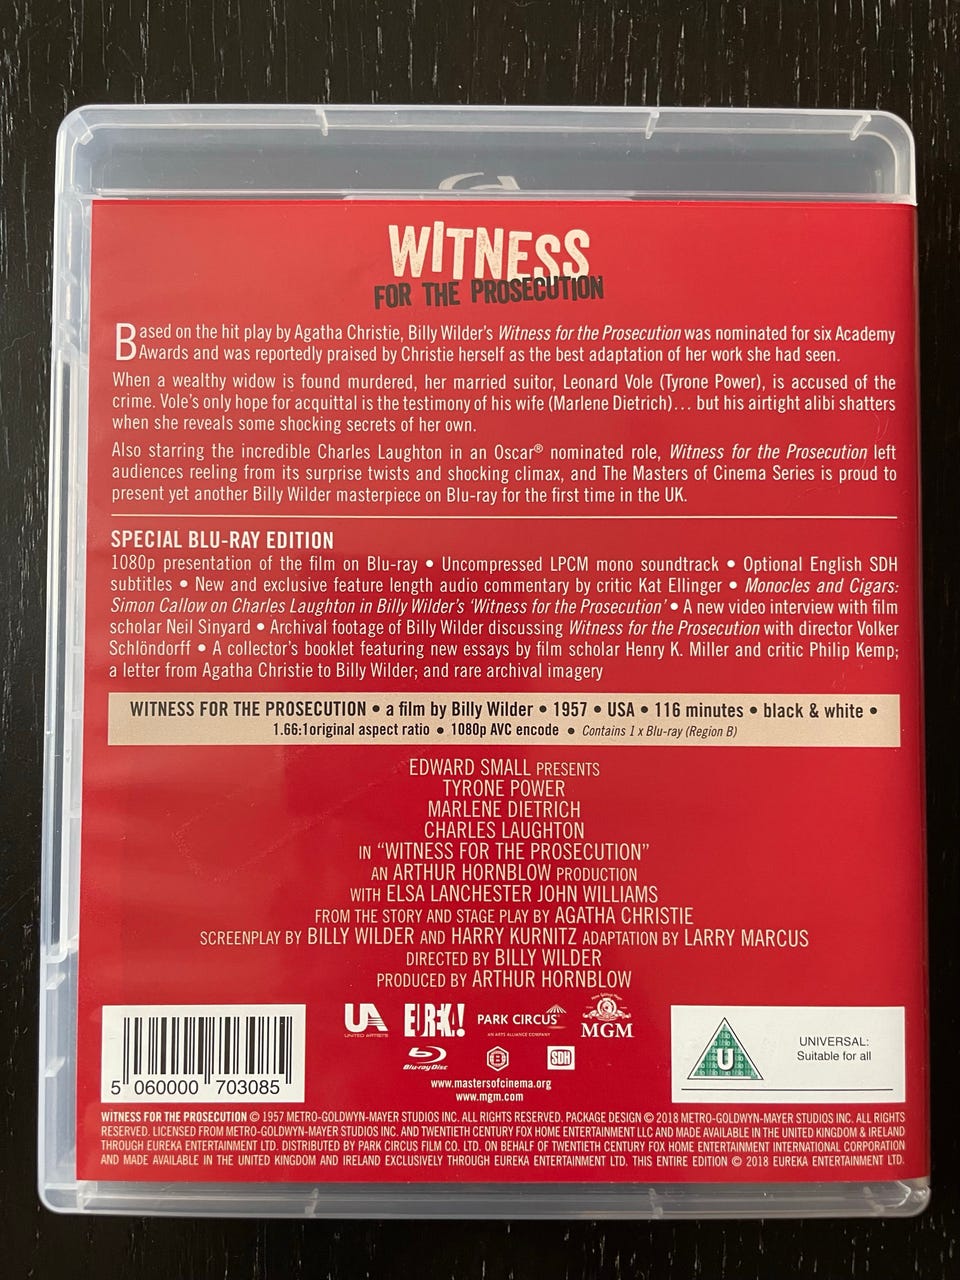 WITNESS
FOR THE PROSECUTION
Based on the hit play by Agatha Christie, Billy Wilder's Witness for the Prosecution was nominated for six Academy
Awards and was reportedly praised by Christie herself as the best adaptation of her work she had seen.
When a wealthy widow is found murdered, her married suitor, Leonard Vole (Tyrone Power), is accused of the
crime. Vole's only hope for acquittal is the testimony of his wife (Marlene Dietrich)... but his airtight alibi shatters
when she reveals some shocking secrets of her own.
Also starring the incredible Charles Laughton in an Oscar® nominated role, Witness for the Prosecution left
audiences reeling from its surprise twists and shocking climax, and The Masters of Cinema Series is proud to
present yet another Billy Wilder masterpiece on Blu-ray for the first time in the UK.
SPECIAL BLU-RAY EDITION
1080p presentation of the film on Blu-ray • Uncompressed LPCM mono soundtrack • Optional English SDH
subtitles • New and exclusive feature length audio commentary by critic Kat Ellinger • Monocles and Cigars:
Simon Callow on Charles Laughton in Billy Wilder's 'Witness for the Prosecution' • A new video interview with film
scholar Neil Sinyard • Archival footage of Billy Wilder discussing Witness for the Prosecution with director Volker
Schlöndorff • A collector's booklet featuring new essays by film scholar Henry K. Miller and critic Philip Kemp;
a letter from Agatha Christie to Billy Wilder; and rare archival imagery
WITNESS FOR THE PROSECUTION • a film by Billy Wilder • 1957 • USA • 116 minutes • black & white •
1.66:1original aspect ratio • 1080p AVC encode • Contains 1 x Blu-ray (Region B)
EDWARD SMALL PRESENTS
TYRONE POWER
MARLENE DIETRICH
CHARLES LAUGHTON
IN "WITNESS FOR THE PROSECUTION"
AN ARTHUR HORNBLOW PRODUCTION
WITH ELSA LANCHESTER JOHN WILLIAMS
FROM THE STORY AND STAGE PLAY BY AGATHA CHRISTIE
SCREENPLAY BY BILLY WILDER AND HARRY KURNITZ ADAPTATION BY LARRY MARCUS
DIRECTED BY BILLY WILDER
PRODUCED BY ARTHUR HORNBLOW
UA
UNITED ARTISTS
EUREKA!
PARK CIRCUS
AN ARTS ALLIANCE COMPANY
MGM
Blu-ray Disc
B
SDH
www.mastersofcinema.org
www.mgm.com
5 060000 703085
U
UNIVERSAL:
Suitable for all
WITNESS FOR THE PROSECUTION © 1957 METRO-GOLDWYN-MAYER STUDIOS INC. ALL RIGHTS RESERVED. PACKAGE DESIGN © 2018 METRO-GOLDWYN-MAYER STUDIOS INC. ALL RIGHTS
RESERVED. LICENSED FROM METRO-GOLDWYN-MAYER STUDIOS INC. AND TWENTIETH CENTURY FOX HOME ENTERTAINMENT LLC AND MADE AVAILABLE IN THE UNITED KINGDOM & IRELAND
THROUGH EUREKA ENTERTAINMENT LTD. DISTRIBUTED BY PARK CIRCUS FILM CO. LTD. ON BEHALF OF TWENTIETH CENTURY FOX HOME ENTERTAINMENT INTERNATIONAL CORPORATION
AND MADE AVAILABLE IN THE UNITED KINGDOM AND IRELAND EXCLUSIVELY THROUGH EUREKA ENTERTAINMENT LTD. THIS ENTIRE EDITION © 2018 EUREKA ENTERTAINMENT LTD.